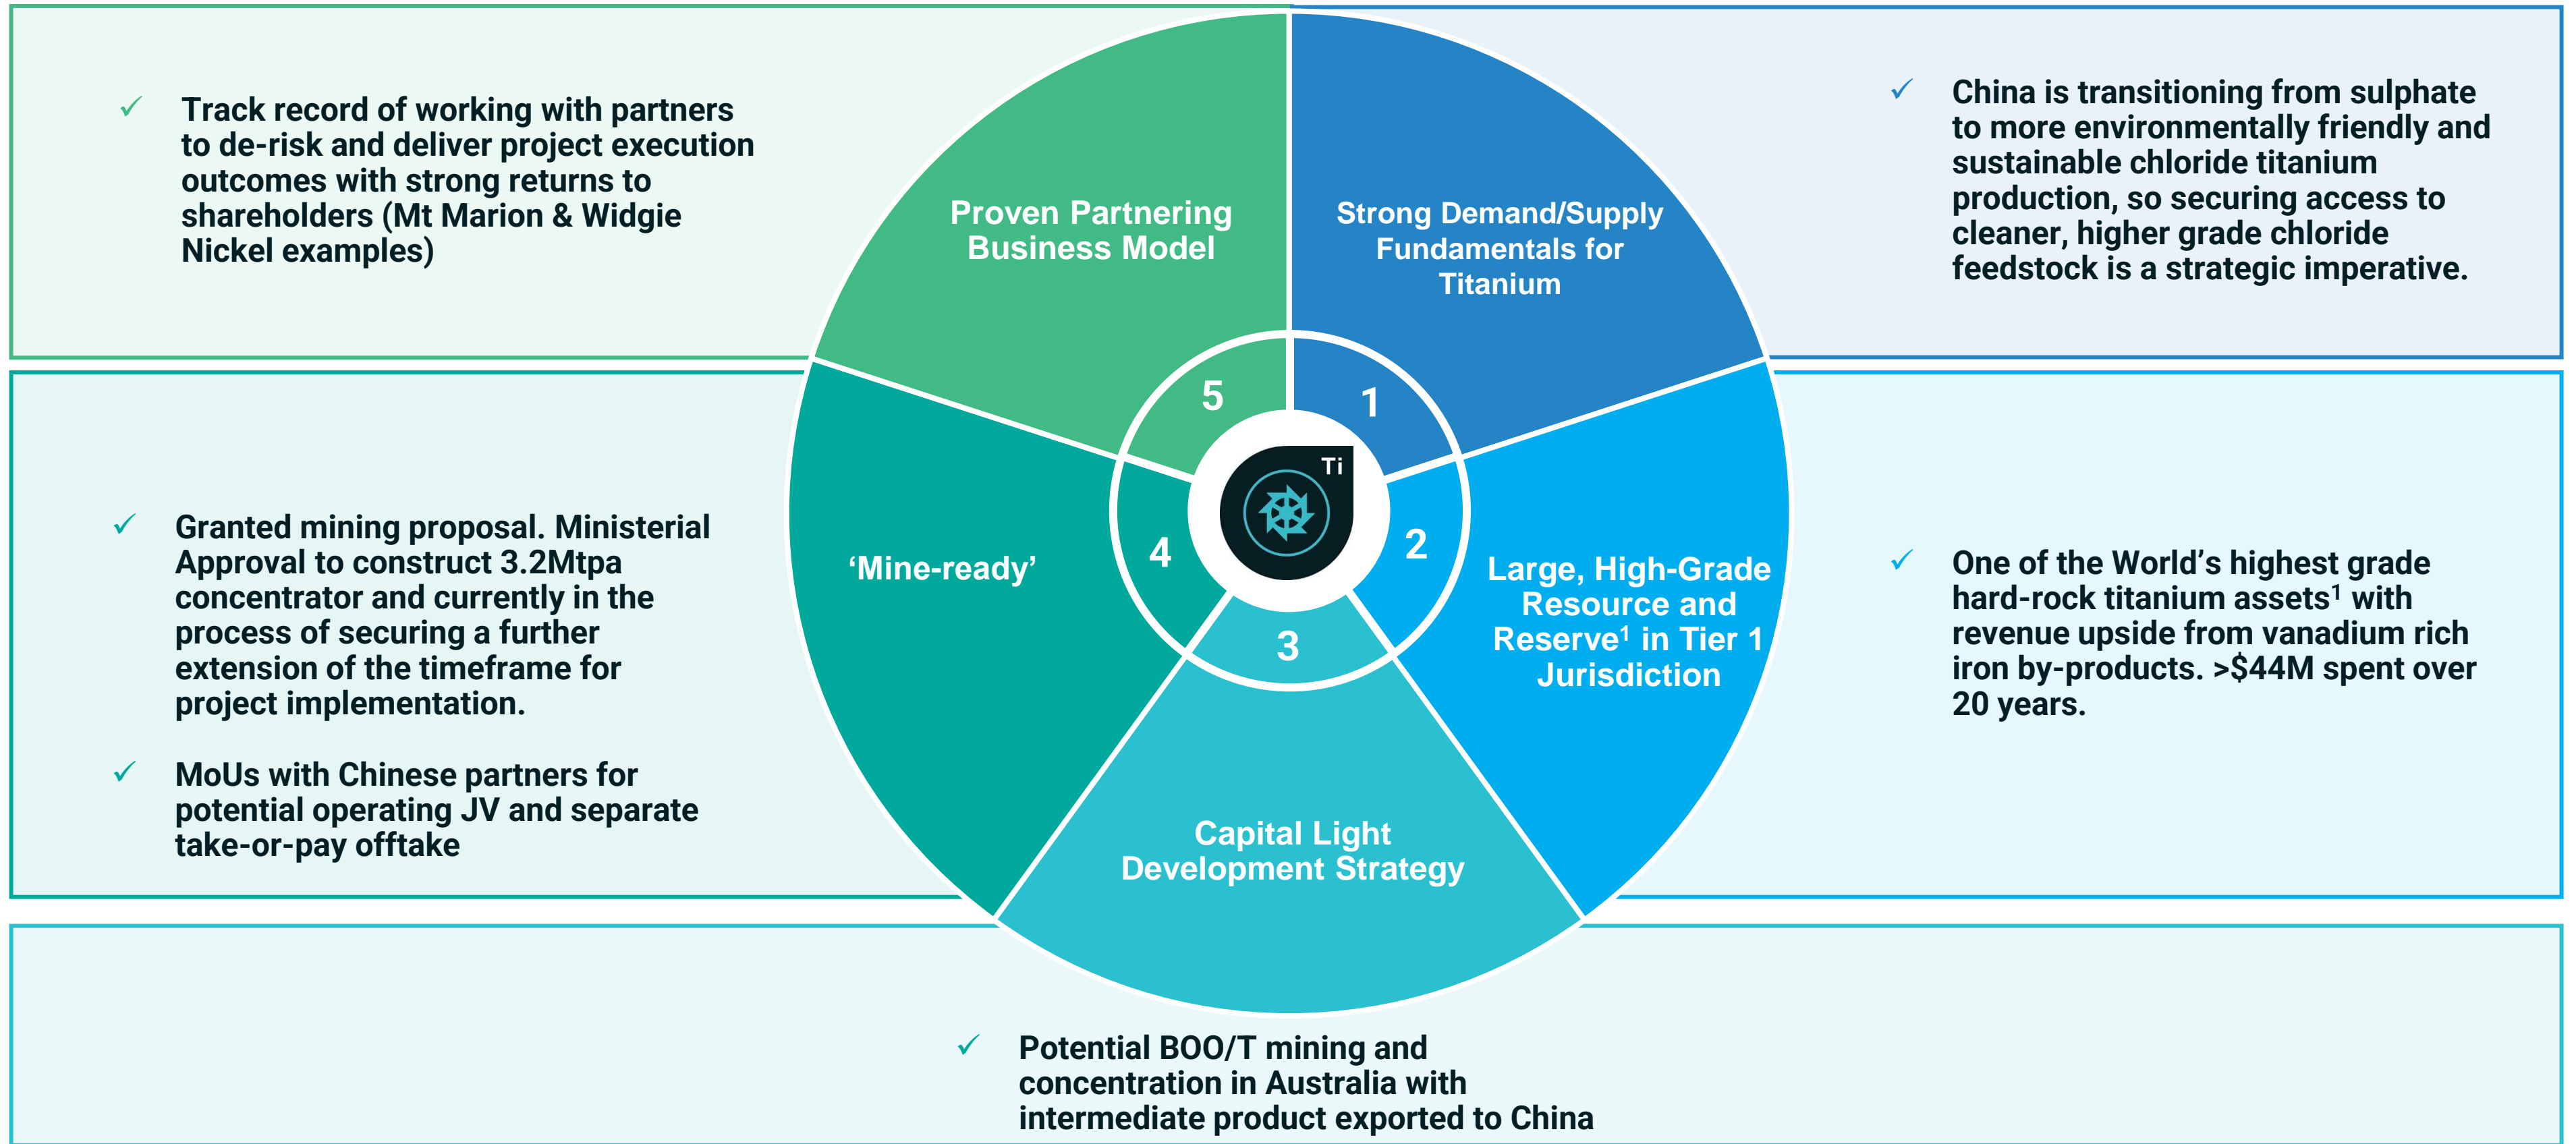 Track record of working with partners
to de-risk and deliver project execution
outcomes with strong returns to
shareholders (Mt Marion & Widgie
Nickel examples)
Proven Partnering
Business Model
5
Strong Demand/Supply
Fundamentals for
Titanium
1
China is transitioning from sulphate
to more environmentally friendly and
sustainable chloride titanium
production, so securing access to
cleaner, higher grade chloride
feedstock is a strategic imperative.
Granted mining proposal. Ministerial
Approval to construct 3.2Mtpa
concentrator and currently in the
process of securing a further
extension of the timeframe for
project implementation.
MoUs with Chinese partners for
potential operating JV and separate
take-or-pay offtake
‘Mine-ready’
4
Ti
2
Large, High-Grade
Resource and
Reserve¹ in Tier 1
Jurisdiction
One of the World’s highest grade
hard-rock titanium assets¹ with
revenue upside from vanadium rich
iron by-products. >$44M spent over
20 years.
3
Capital Light
Development Strategy
Potential BOO/T mining and
concentration in Australia with
intermediate product exported to China